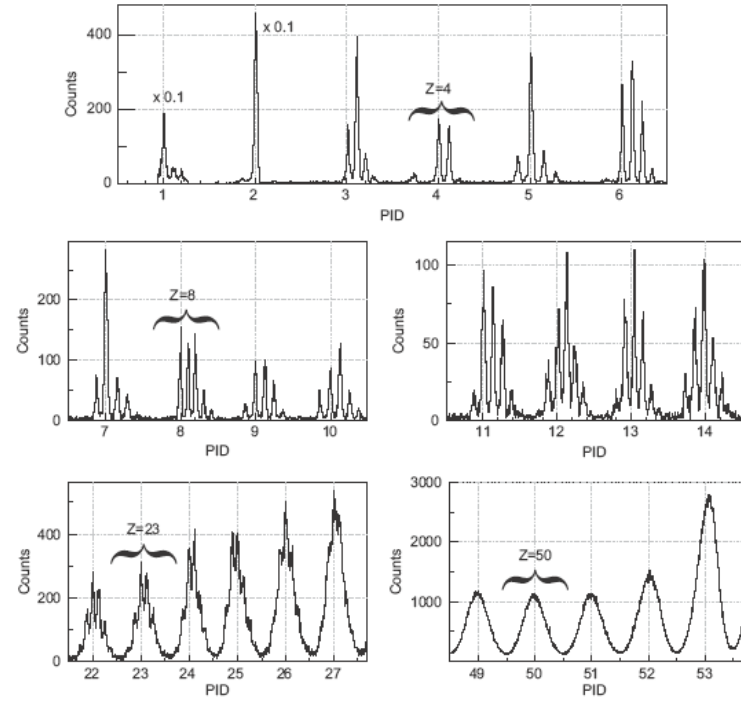 x 0.1
x 0.1
Z=4
Counts
400
200
0
1 2 3 4 5 6
PID
Z=8
Counts
200
100
0
7 8 9 10
PID
Counts
100
50
0
11 12 13 14
PID
Z=23
Counts
400
200
0
22 23 24 25 26 27
PID
Z=50
Counts
3000
2000
1000
49 50 51 52 53
PID